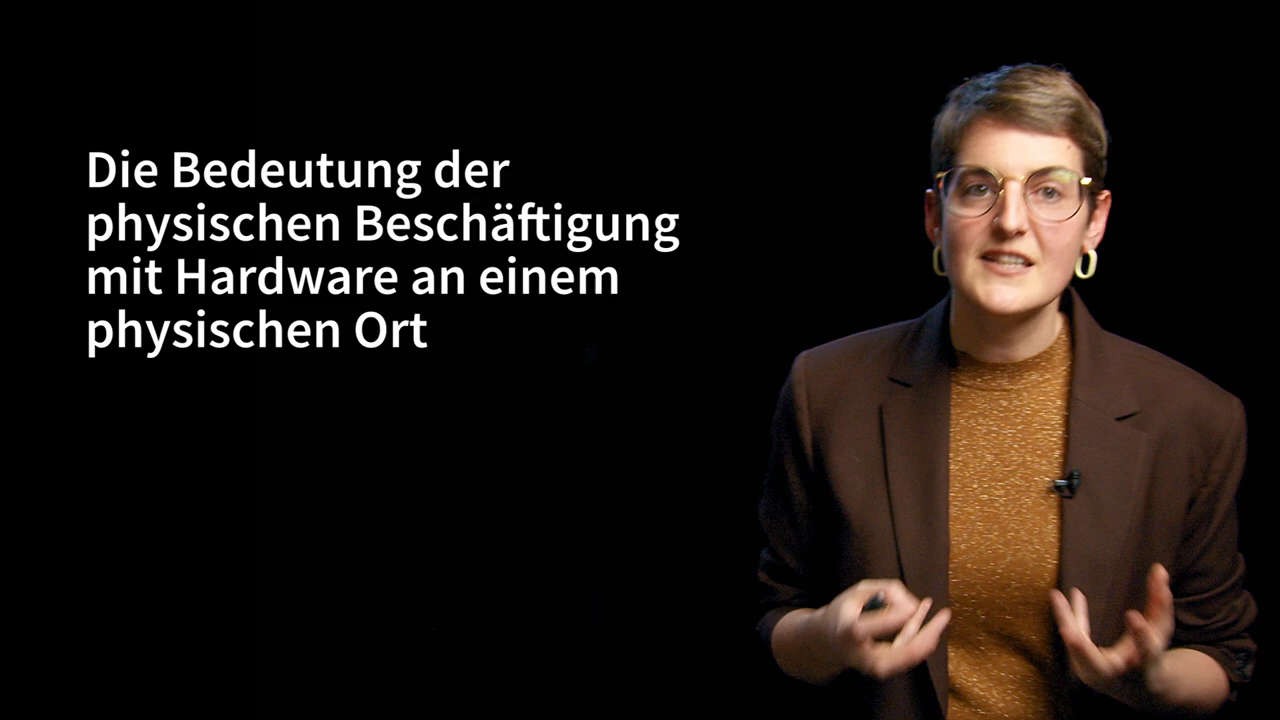 Die Bedeutung der
physischen Beschäftigung
mit Hardware an einem
physischen Ort